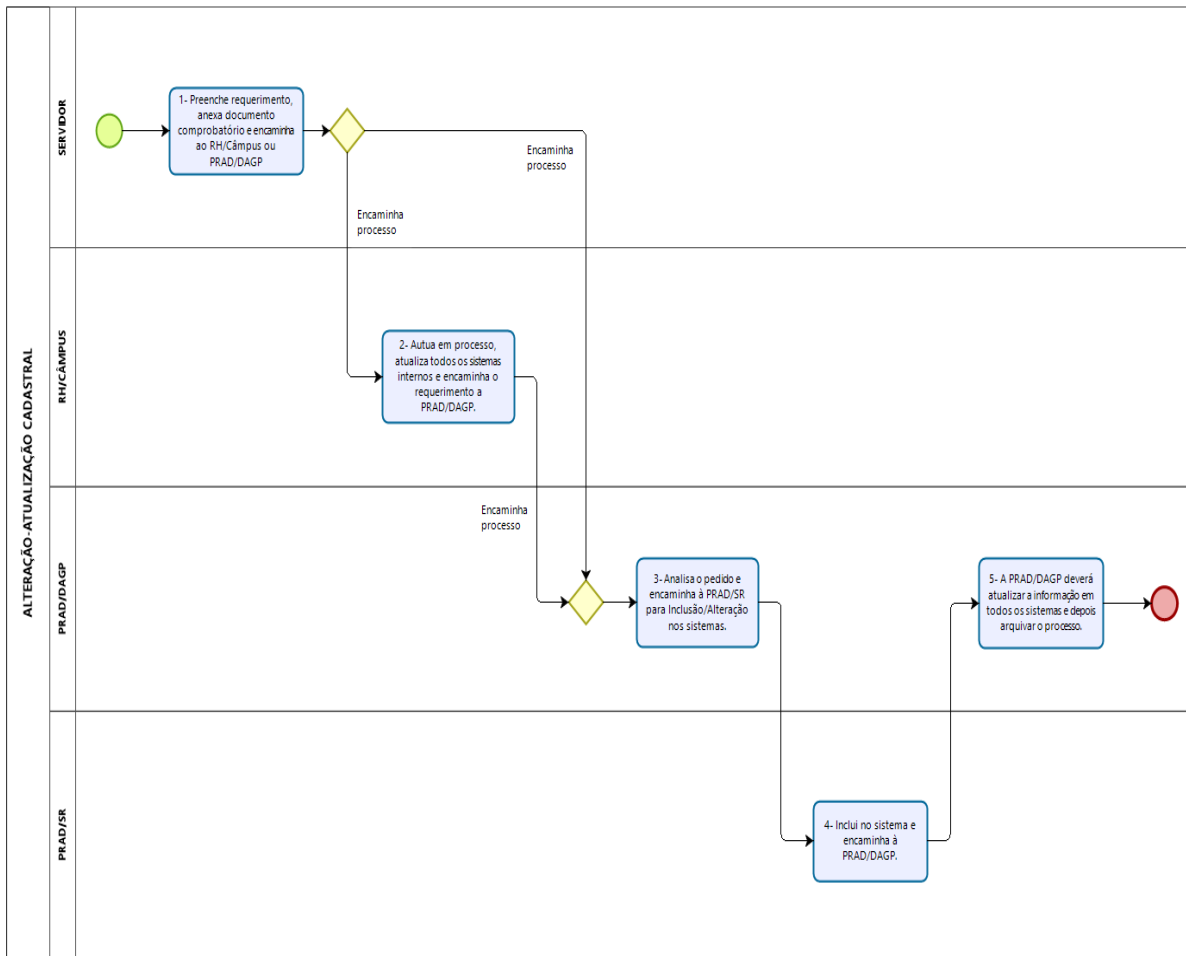 ALTERAÇÃO-ATUALIZAÇÃO CADASTRAL
SERVIDOR
1- Preenche requerimento,
anexa documento
comprobatório e encaminha
ao RH/Câmpus ou
PRAD/DAGP
Encaminha
processo
Encaminha
processo
RH/CÂMPUS
2- Autua em processo,
atualiza todos os sistemas
internos e encaminha o
requerimento a
PRAD/DAGP.
PRAD/DAGP
Encaminha
processo
3- Analisa o pedido e
encaminha à PRAD/SR
para Inclusão/Alteração
nos sistemas.
5- A PRAD/DAGP deverá
atualizar a informação em
todos os sistemas e depois
arquivar o processo.
PRAD/SR
4- Inclui no sistema e
encaminha à
PRAD/DAGP.